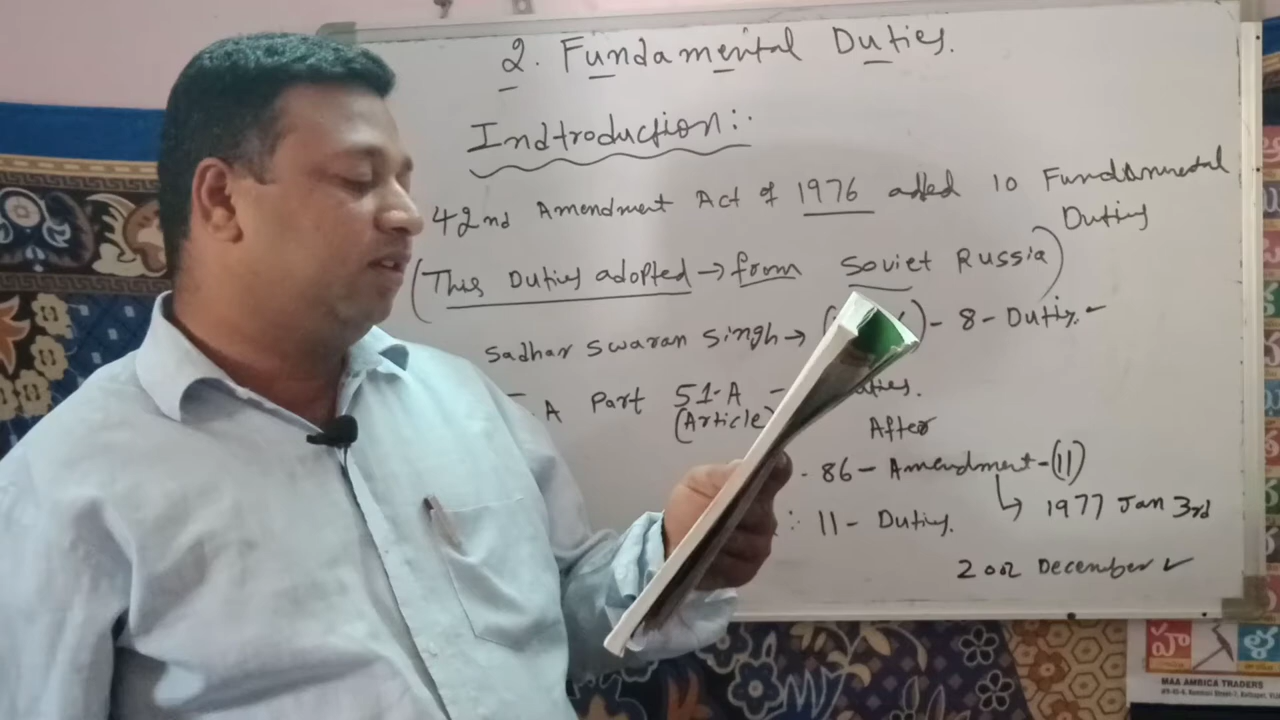 2. Fundamental Duties.
Indtroduction:-
42nd Amendment Act of 1976 added 10 Fundamental
Duties
(This Duties adopted → from Soviet Russia)
Sadhar Swaran Singh → - 8 - Duties.
A Part 51-A -
(Article)
After
86 - Amendment - (11)
↳ 1977 Jan 3rd
∴ 11 - Duties.
2002 December ✓
హ
ళ
MAA AMBICA TRADERS